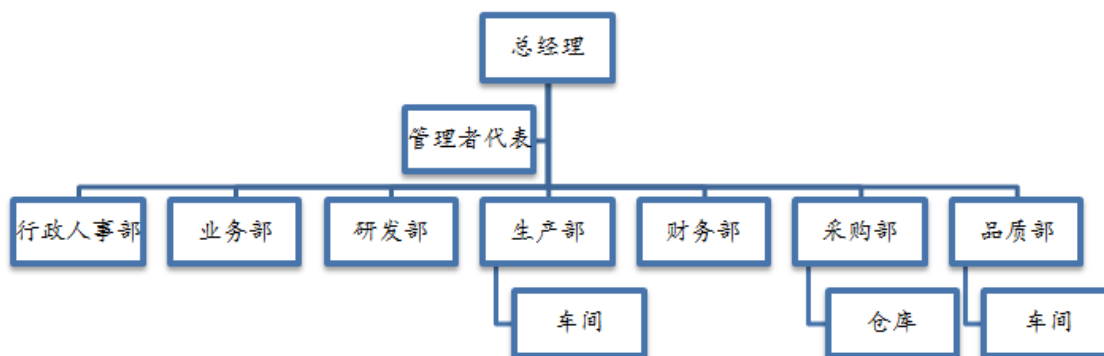 总经理
管理者代表
行政人事部
业务部
研发部
生产部
财务部
采购部
品质部
车间
仓库
车间